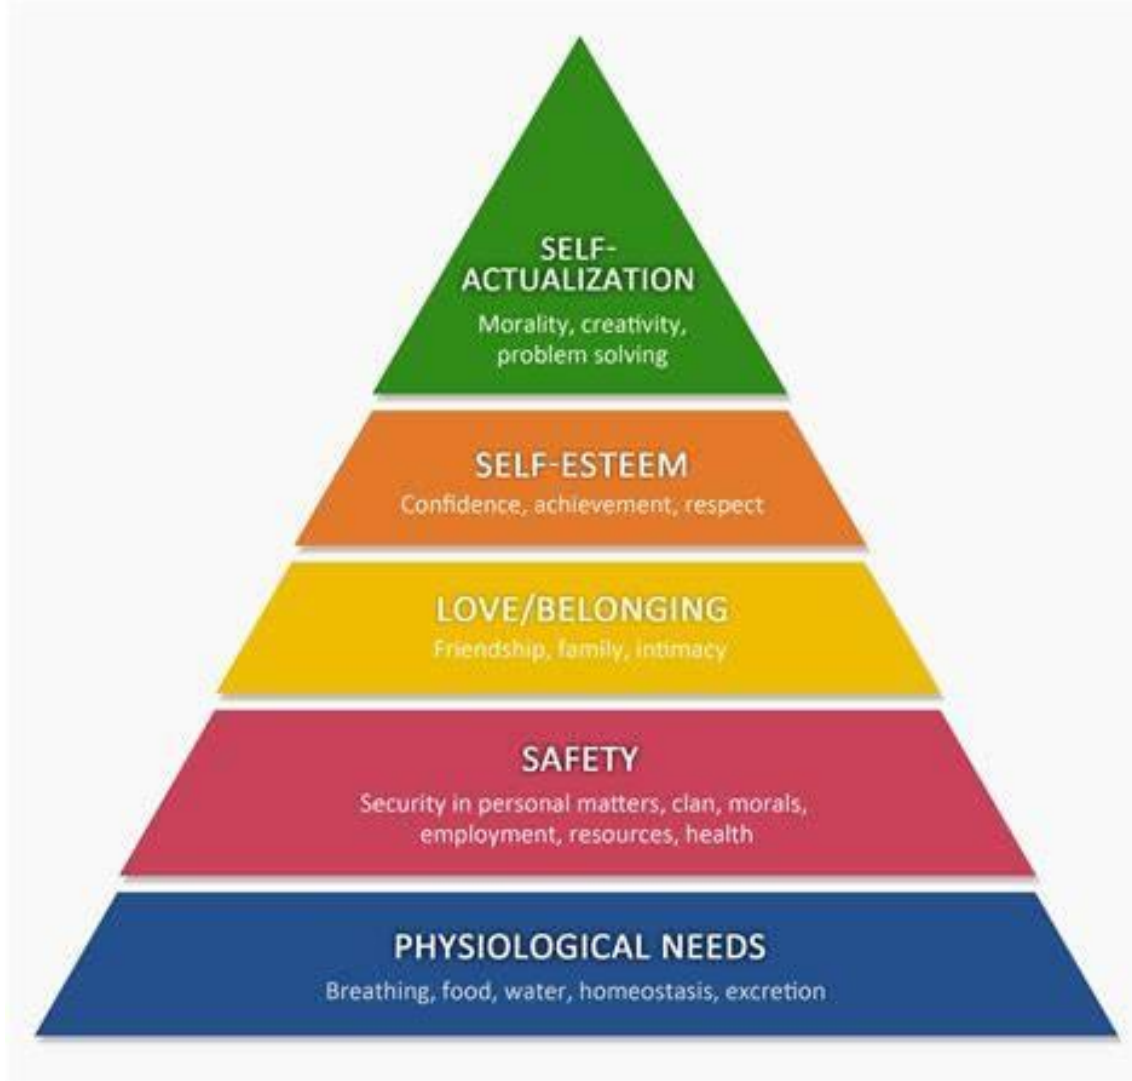 SELF-
ACTUALIZATION
Morality, creativity,
problem solving
SELF-ESTEEM
Confidence, achievement, respect
LOVE/BELONGING
Friendship, family, intimacy
SAFETY
Security in personal matters, clan, morals,
employment, resources, health
PHYSIOLOGICAL NEEDS
Breathing, food, water, homeostasis, excretion